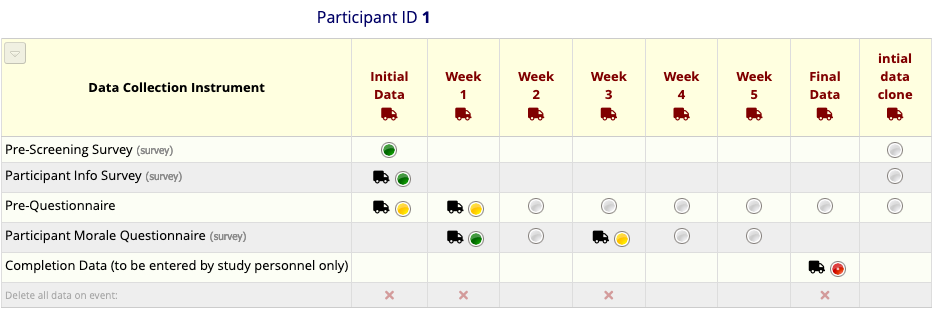 Participant ID 1
Data Collection Instrument
Initial Data
Week 1
Week 2
Week 3
Week 4
Week 5
Final Data
intial data clone
Pre-Screening Survey (survey)
Participant Info Survey (survey)
Pre-Questionnaire
Participant Morale Questionnaire (survey)
Completion Data (to be entered by study personnel only)
Delete all data on event: